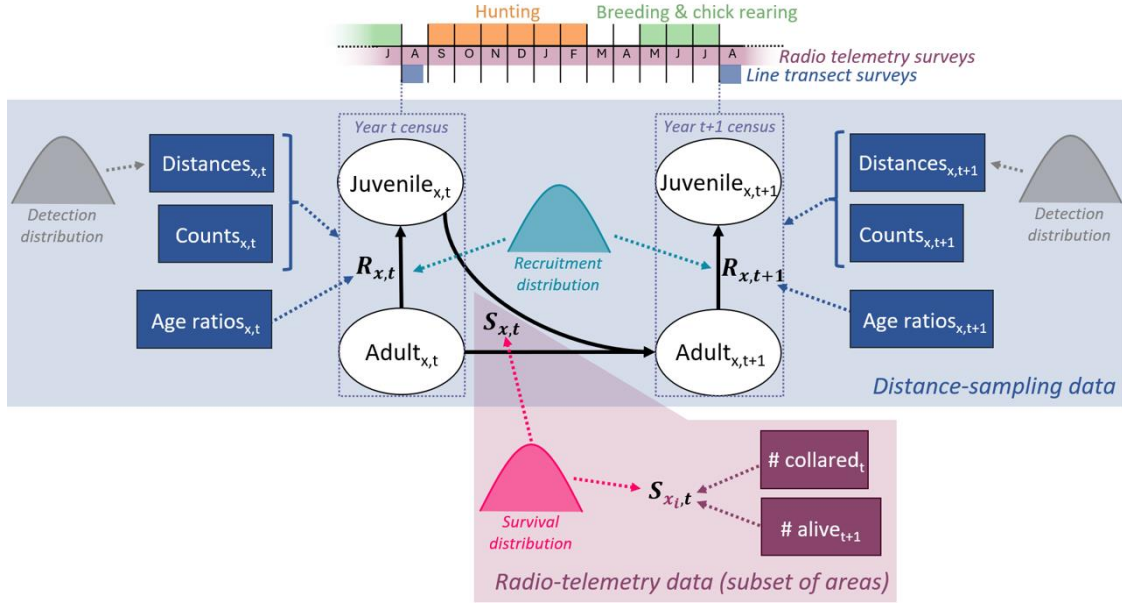 Hunting
Breeding & chick rearing
J A S O N D J F M A M J J A
Radio telemetry surveys
Line transect surveys
Year t census
Year t+1 census
Distances x,t
Juvenile x,t
Juvenile x,t+1
Distances x,t+1
Detection
distribution
Counts x,t
Recruitment
distribution
Counts x,t+1
Detection
distribution
R x,t
R x,t+1
Age ratios x,t
S x,t
Age ratios x,t+1
Adult x,t
Adult x,t+1
Distance-sampling data
# collared t
S x i,t
Survival
distribution
# alive t+1
Radio-telemetry data (subset of areas)